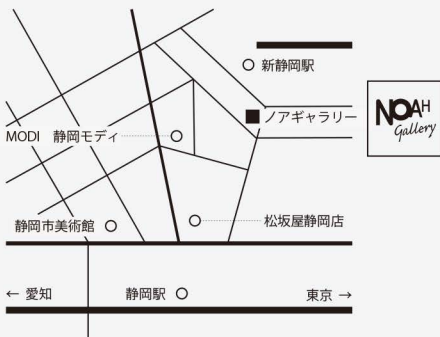 新静岡駅
ノアギャラリー
NOAH
Gallery
MODI 静岡モディ
静岡市美術館
松坂屋静岡店
← 愛知
静岡駅
東京 →